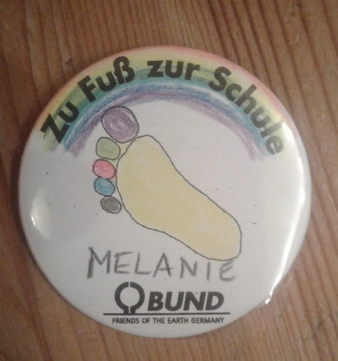 Zu Fuß zur Schule
MELANIE
BUND
FRIENDS OF THE EARTH GERMANY